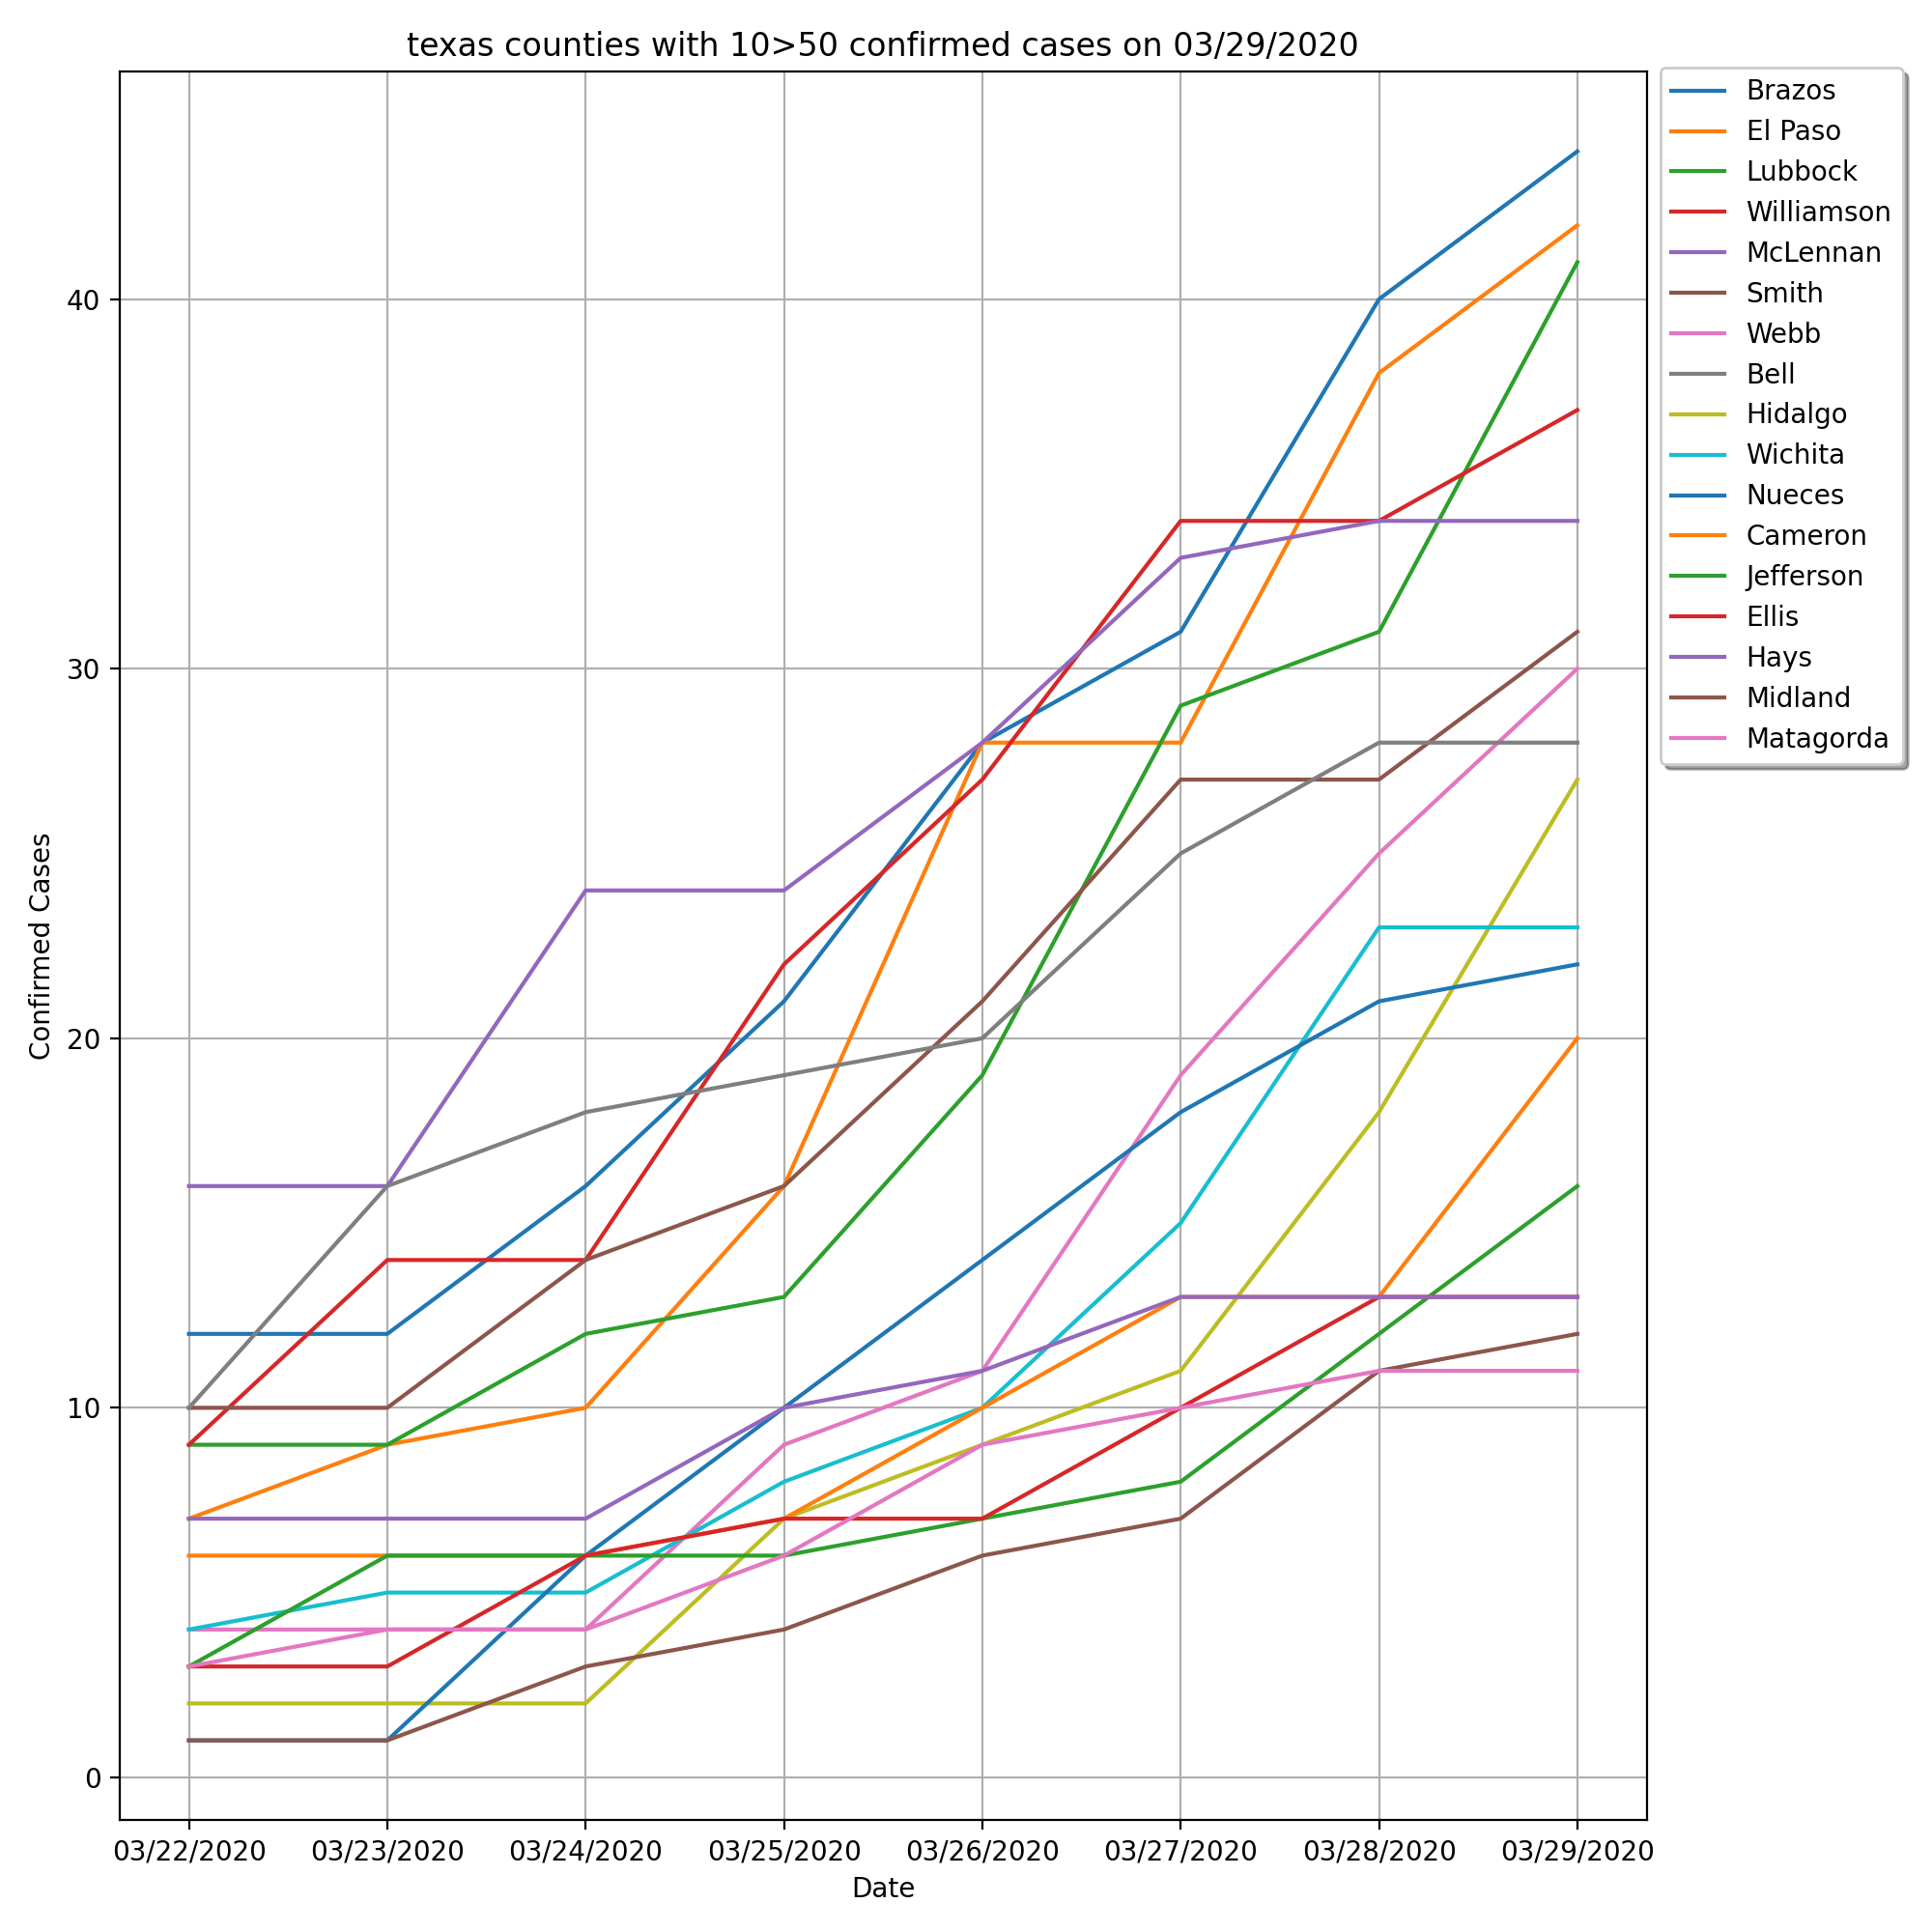 texas counties with 10>50 confirmed cases on 03/29/2020
Brazos
El Paso
Lubbock
Williamson
McLennan
Smith
Webb
Bell
Hidalgo
Wichita
Nueces
Cameron
Jefferson
Ellis
Hays
Midland
Matagorda
Confirmed Cases
40
30
20
10
0
03/22/2020 03/23/2020 03/24/2020 03/25/2020 03/26/2020 03/27/2020 03/28/2020 03/29/2020
Date